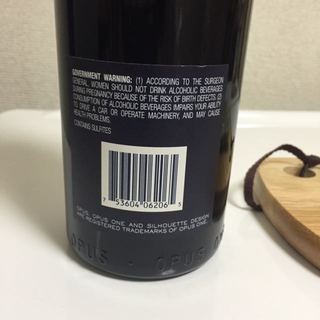 GOVERNMENT WARNING: (1) ACCORDING TO THE SURGEON
GENERAL, WOMEN SHOULD NOT DRINK ALCOHOLIC BEVERAGES
DURING PREGNANCY BECAUSE OF THE RISK OF BIRTH DEFECTS. (2)
CONSUMPTION OF ALCOHOLIC BEVERAGES IMPAIRS YOUR ABILITY
TO DRIVE A CAR OR OPERATE MACHINERY, AND MAY CAUSE
HEALTH PROBLEMS.
CONTAINS SULFITES
7 53604 06206 3
OPUS, OPUS ONE AND SILHOUETTE DESIGN
ARE REGISTERED TRADEMARKS OF OPUS ONE.
OPUS · OPUS